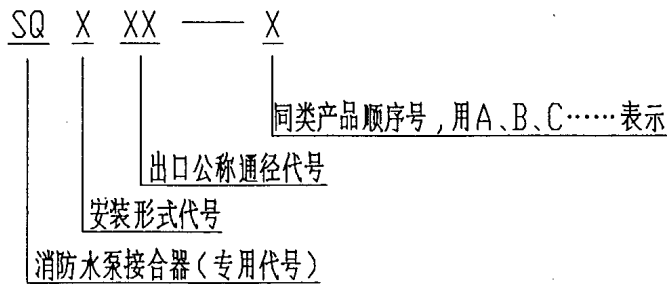 SQ X XX — X
同类产品顺序号,用A、B、C……表示
出口公称通径代号
安装形式代号
消防水泵接合器(专用代号)